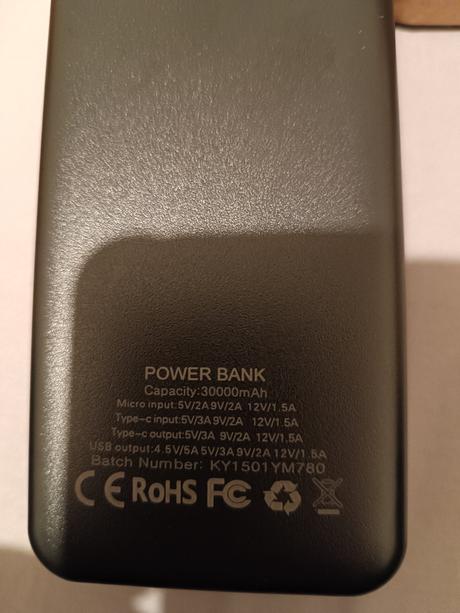 POWER BANK
Capacity:30000mAh
Micro input:5V/2A 9V/2A 12V/1.5A
Type-c input:5V/3A 9V/2A 12V/1.5A
Type-c output:5V/3A 9V/2A 12V/1.5A
USB output:4.5V/5A 5V/3A 9V/2A 12V/1.5A
Batch Number: KY1501YM780
CE RoHS FC